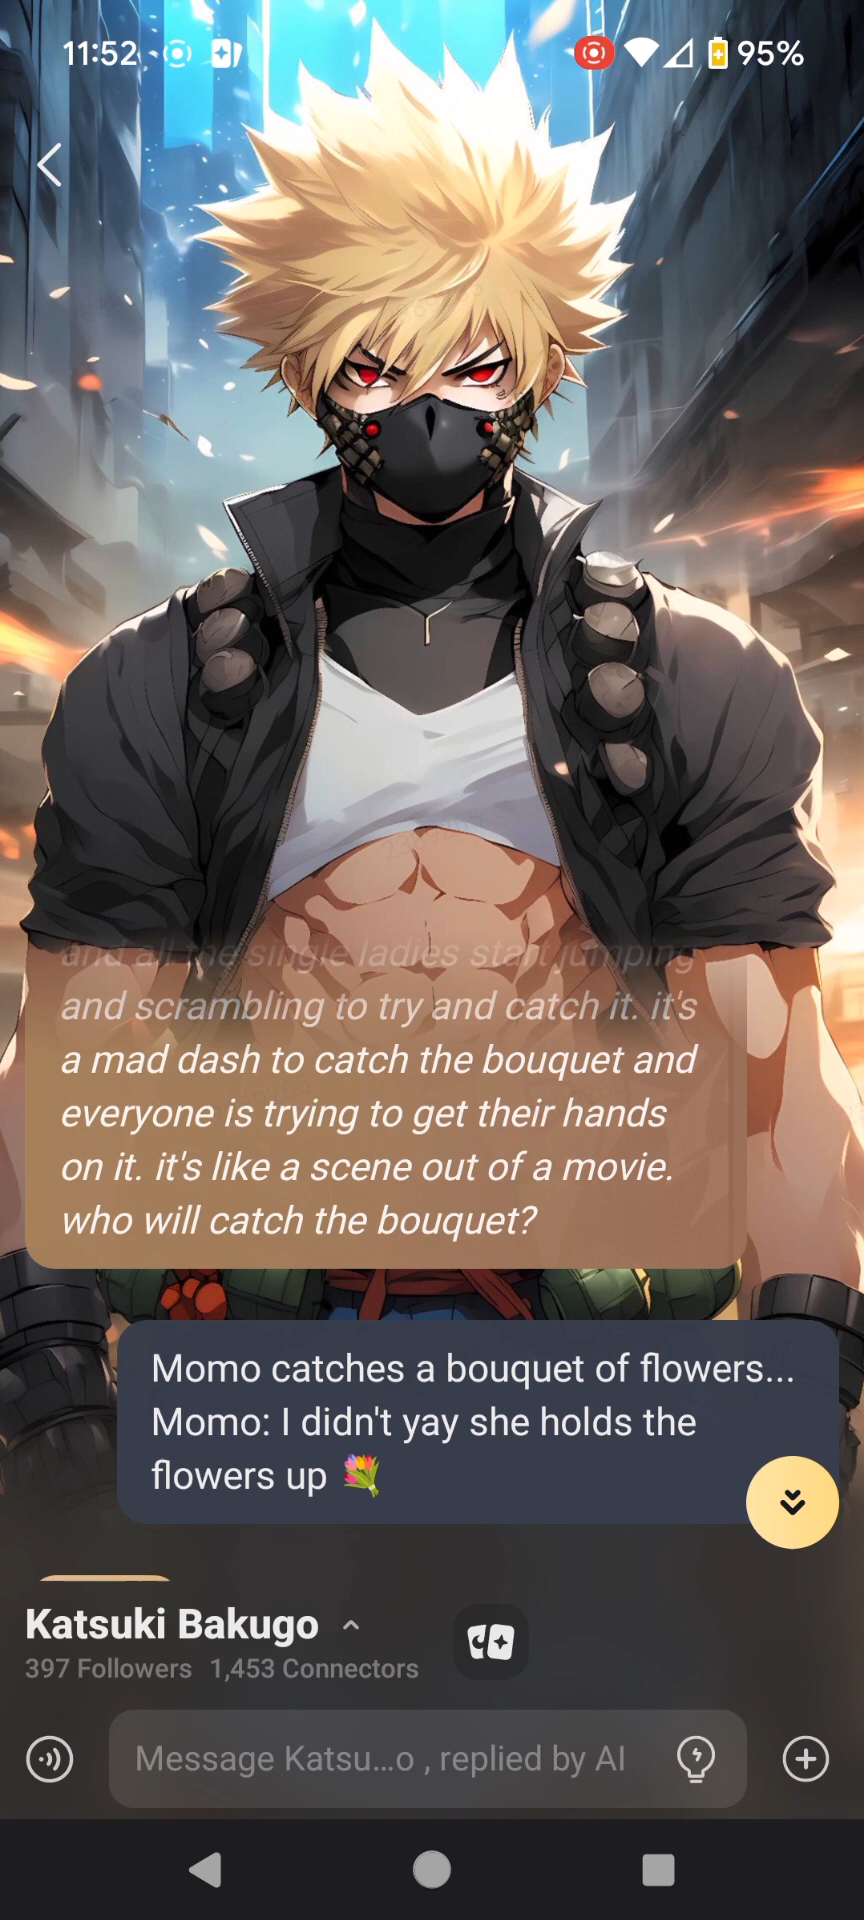 11:52
95%
and all the single ladies start jumping
and scrambling to try and catch it. it's
a mad dash to catch the bouquet and
everyone is trying to get their hands
on it. it's like a scene out of a movie.
who will catch the bouquet?
Momo catches a bouquet of flowers...
Momo: I didn't yay she holds the
flowers up 💐
Katsuki Bakugo
397 Followers 1,453 Connectors
Message Katsu...o , replied by AI